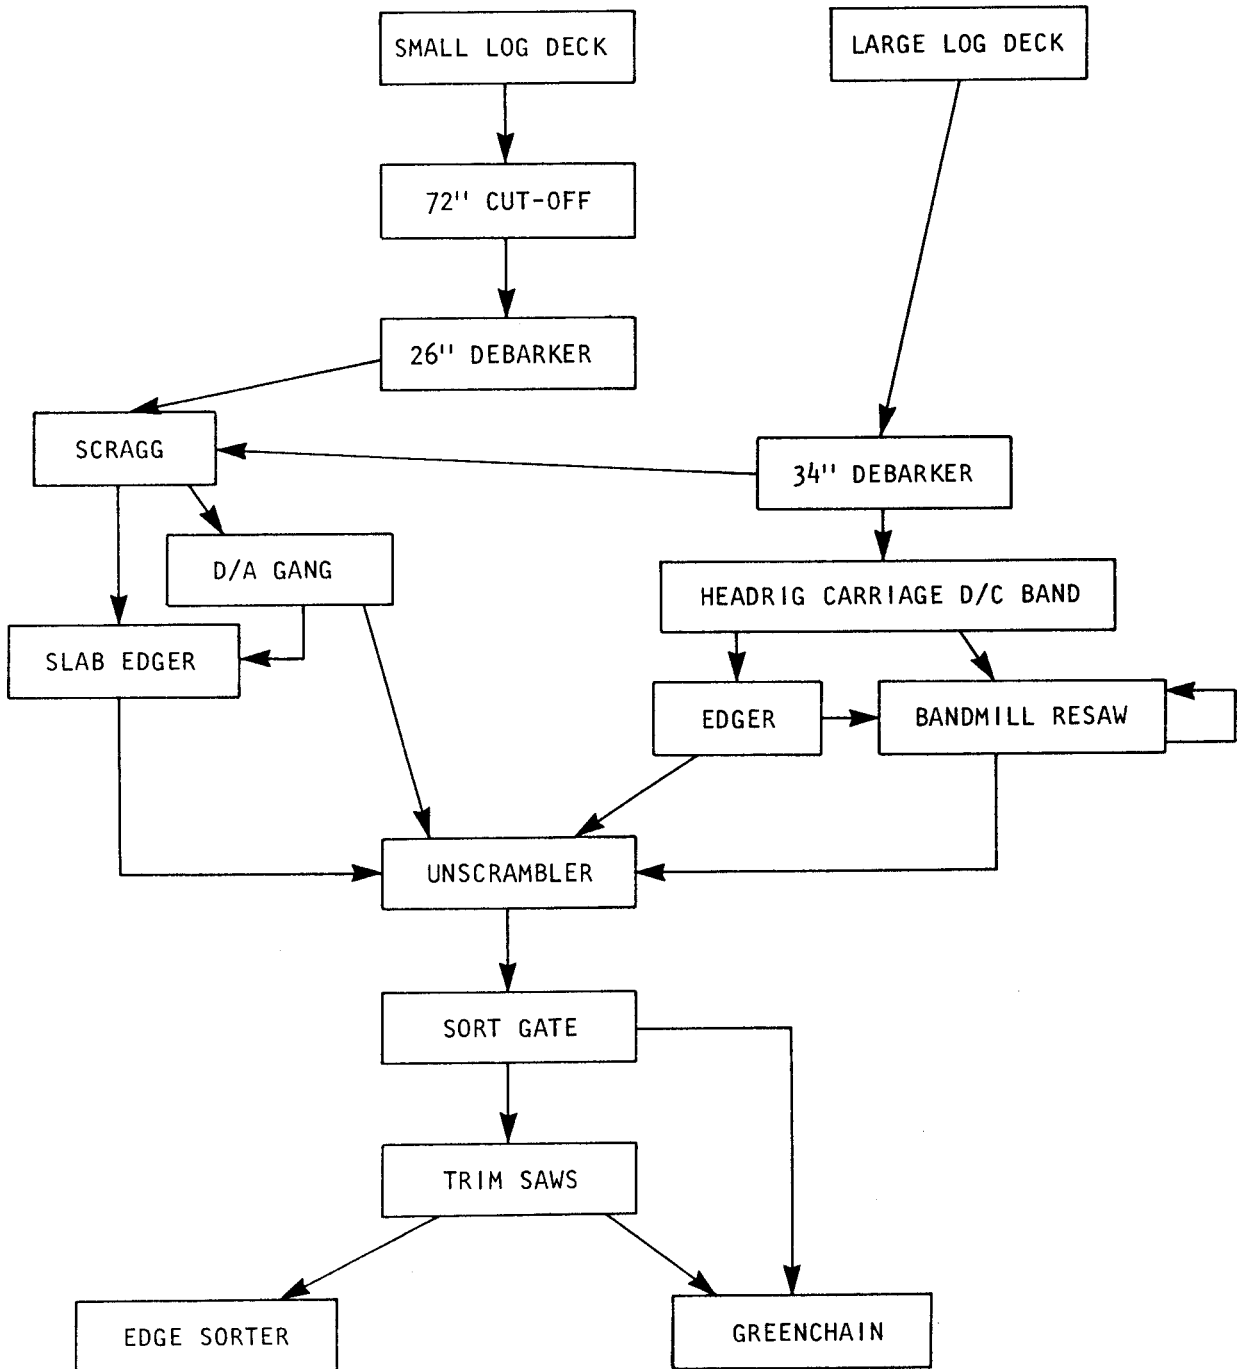 SMALL LOG DECK
LARGE LOG DECK
72" CUT-OFF
26" DEBARKER
SCRAGG
34" DEBARKER
D/A GANG
HEADRIG CARRIAGE D/C BAND
SLAB EDGER
EDGER
BANDMILL RESAW
UNSCRAMBLER
SORT GATE
TRIM SAWS
EDGE SORTER
GREENCHAIN